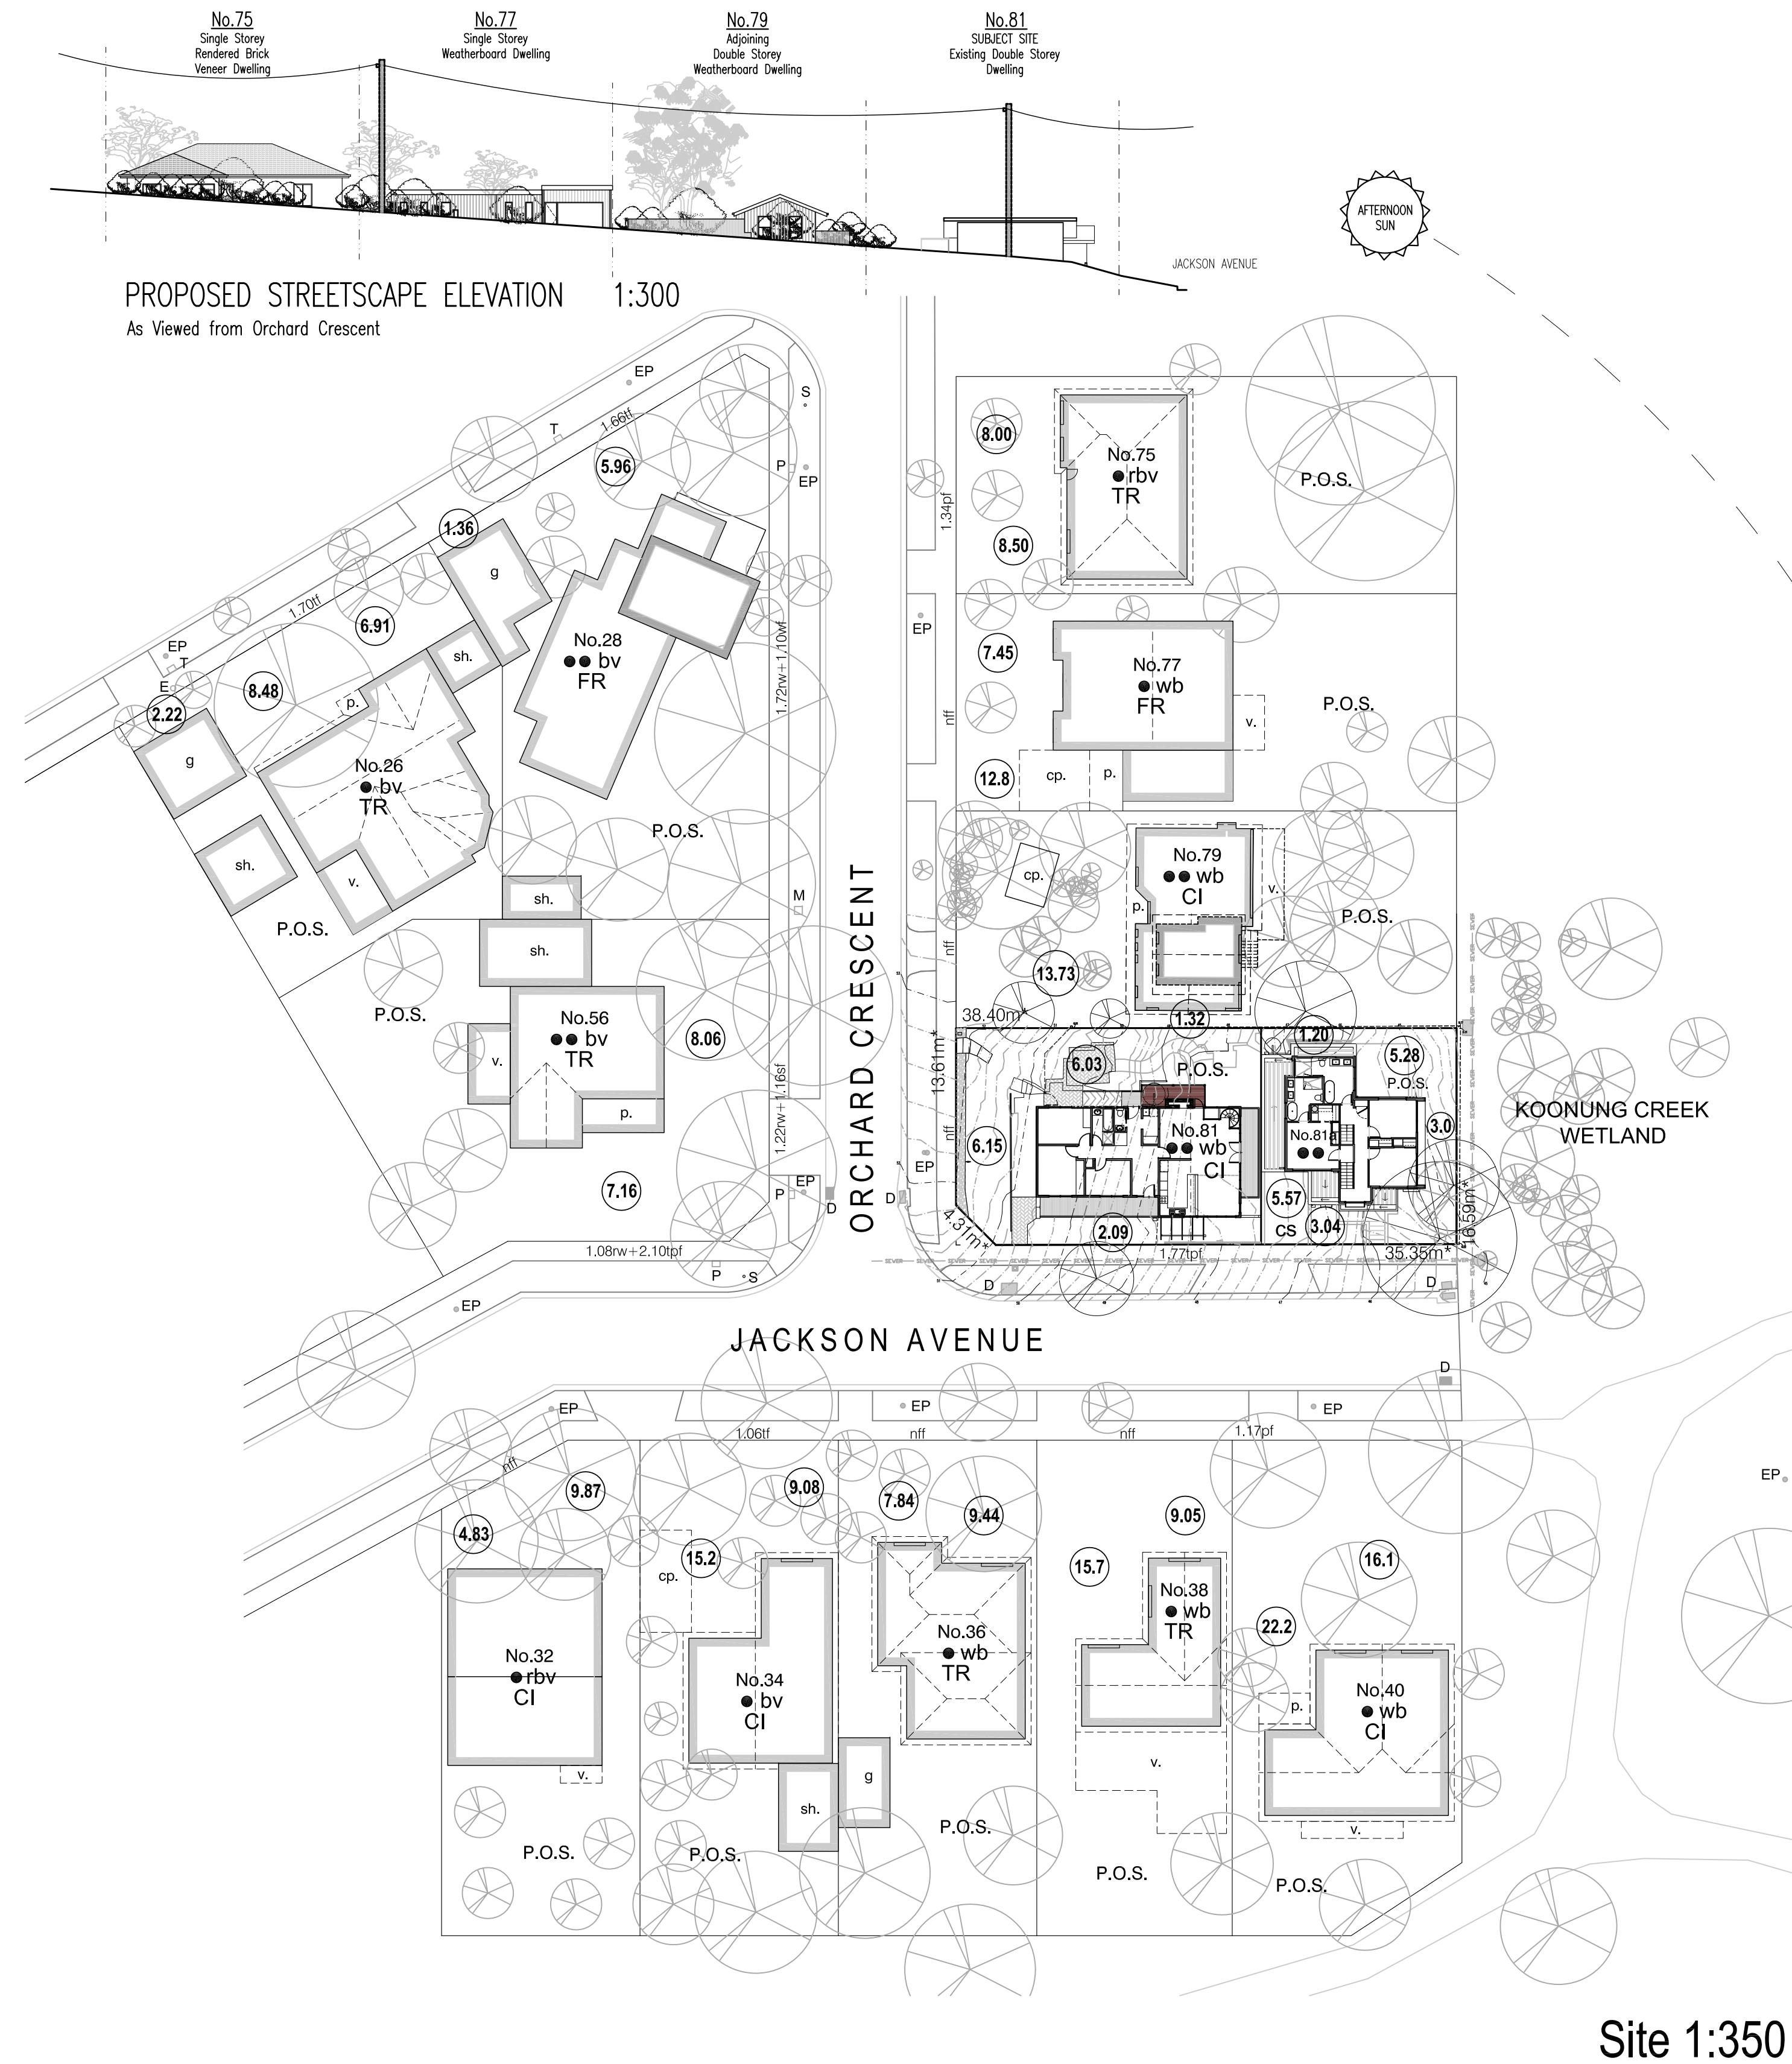 No.75
Single Storey
Rendered Brick
Veneer Dwelling
No.77
Single Storey
Weatherboard Dwelling
No.79
Adjoining
Double Storey
Weatherboard Dwelling
No.81
SUBJECT SITE
Existing Double Storey
Dwelling
AFTERNOON
SUN
JACKSON AVENUE
PROPOSED STREETSCAPE ELEVATION 1:300
As Viewed from Orchard Crescent
EP
S
T
1.66tf
5.96
P
EP
1.36
g
1.70tf
6.91
No.28
bv
FR
sh.
EP
T
E
8.48
2.22
p.
g
No.26
bv
TR
1.72rw+1.10wf
sh.
v.
P.O.S.
P.O.S.
sh.
M
sh.
P.O.S.
No.56
bv
TR
8.06
v.
p.
1.22rw+1.16sf
7.16
P
EP
D
1.08rw+2.10tpf
P
S
EP
ORCHARD CRESCENT
8.00
No.75
rbv
TR
P.O.S.
1.34pf
8.50
EP
7.45
No.77
wb
FR
P.O.S.
v.
nff
12.8
cp.
p.
No.79
wb
CI
cp.
v.
p.
P.O.S.
nff
13.73
38.40m*
1.32
1.20
13.61m*
6.03
P.O.S.
5.28
P.O.S.
KOONUNG CREEK
WETLAND
nff
6.15
No.81
wb
CI
No.81a
3.0
EP
D
4.31m*
2.09
5.57
CS
3.04
16.59m*
1.77tpf
35.35m*
SEWER
D
D
JACKSON AVENUE
D
EP
EP
EP
1.06tf
nff
nff
1.17pf
nff
EP
9.87
9.08
7.84
9.44
9.05
4.83
15.2
15.7
16.1
cp.
No.38
wb
TR
22.2
No.36
wb
TR
No.32
rbv
CI
No.34
bv
CI
No.40
wb
CI
p.
v.
g
v.
sh.
v.
P.O.S.
P.O.S.
P.O.S.
P.O.S.
P.O.S.
Site 1:350